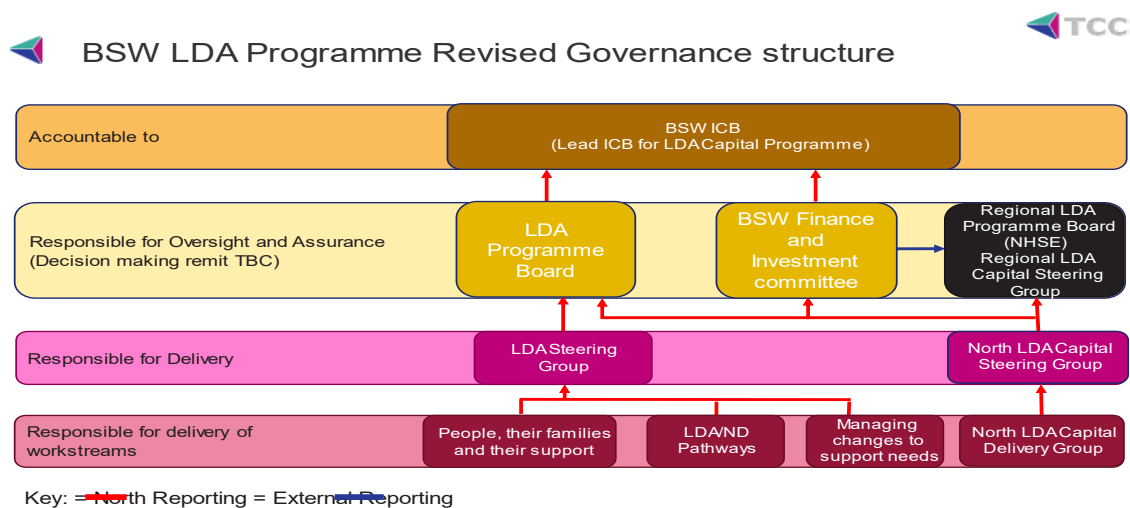 TCC
BSW LDA Programme Revised Governance structure
Accountable to
BSW ICB
(Lead ICB for LDA Capital Programme)
Responsible for Oversight and Assurance
(Decision making remit TBC)
LDA
Programme
Board
BSW Finance
and
Investment
committee
Regional LDA
Programme Board
(NHSE)
Regional LDA
Capital Steering
Group
Responsible for Delivery
LDA Steering
Group
North LDA Capital
Steering Group
Responsible for delivery of
workstreams
People, their families
and their support
LDA/ND
Pathways
Managing
changes to
support needs
North LDA Capital
Delivery Group
Key: = North Reporting = External Reporting